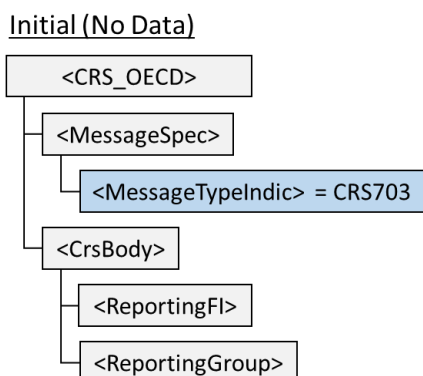 Initial (No Data)
<CRS_OECD>
<MessageSpec>
<MessageTypeIndic> = CRS703
<CrsBody>
<ReportingFI>
<ReportingGroup>